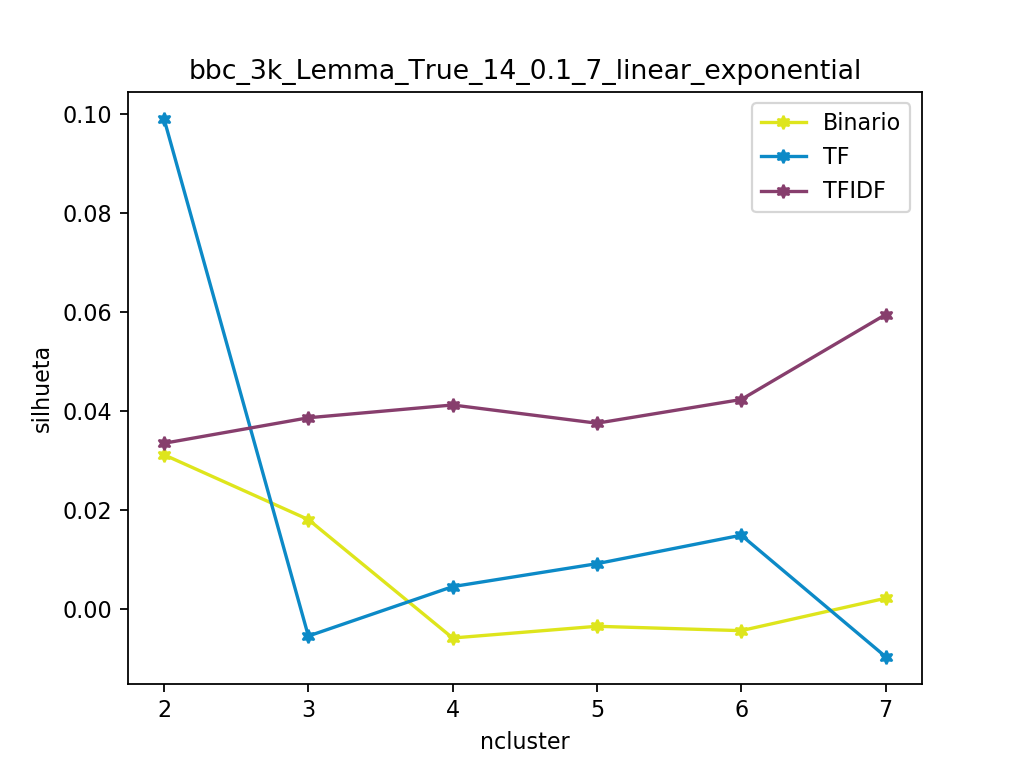 bbc_3k_Lemma_True_14_0.1_7_linear_exponential
Binario
TF
TFIDF
silhueta
0.10
0.08
0.06
0.04
0.02
0.00
2 3 4 5 6 7
ncluster